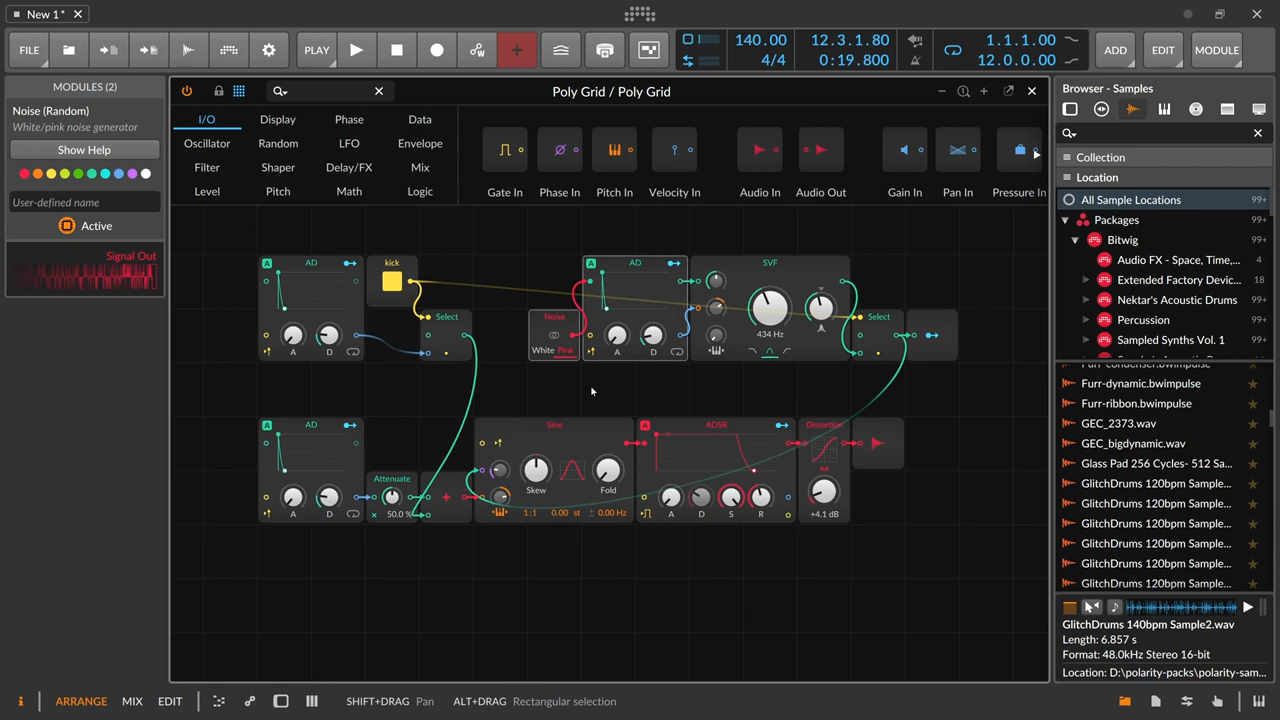 New 1*
FILE
PLAY
140.00
4/4
12.3.1.80
0:19.800
1.1.1.00
12.0.0.00
ADD
EDIT
MODULE
MODULES (2)
Noise (Random)
White/pink noise generator
Show Help
User-defined name
Active
Signal Out
Poly Grid / Poly Grid
I/O
Display
Phase
Data
Oscillator
Random
LFO
Envelope
Filter
Shaper
Delay/FX
Mix
Level
Pitch
Math
Logic
Gate In
Phase In
Pitch In
Velocity In
Audio In
Audio Out
Gain In
Pan In
Pressure In
A
AD
kick
A
AD
SVF
Select
Noise
Select
A
D
White
Pink
A
D
434 Hz
A
AD
Sine
A
ADSR
Distortion
AA
Attenuate
Skew
Fold
A
D
50.0 %
1:1
0.00 st
± 0.00 Hz
A
D
S
R
+4.1 dB
Browser - Samples
Collection
Location
All Sample Locations
99+
Packages
99+
Bitwig
99+
Audio FX - Space, Time,...
4
Extended Factory Devic...
99+
Nektar's Acoustic Drums
99+
Percussion
99+
Sampled Synths Vol. 1
99+
Furr-condenser.bwimpulse
Furr-dynamic.bwimpulse
Furr-ribbon.bwimpulse
GEC_2373.wav
GEC_bigdynamic.wav
Glass Pad 256 Cycles- 512 Sa...
GlitchDrums 120bpm Sample...
GlitchDrums 120bpm Sample...
GlitchDrums 120bpm Sample...
GlitchDrums 120bpm Sample...
GlitchDrums 120bpm Sample...
GlitchDrums 120bpm Sample...
GlitchDrums 140bpm Sample2.wav
Length: 6.857 s
Format: 48.0kHz Stereo 16-bit
Location: D:\polarity-packs\polarity-sam...
i
ARRANGE
MIX
EDIT
SHIFT+DRAG Pan
ALT+DRAG Rectangular selection